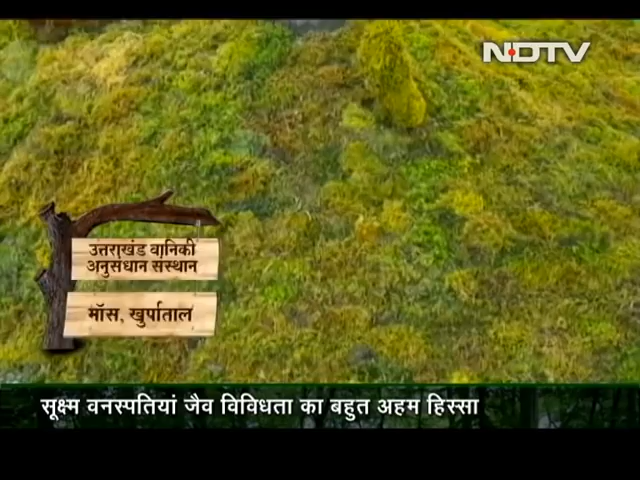 NDTV
उत्तराखंड वानिकी
अनुसंधान संस्थान
मॉस, खुर्पाताल
सूक्ष्म वनस्पतियां जैव विविधता का बहुत अहम हिस्सा